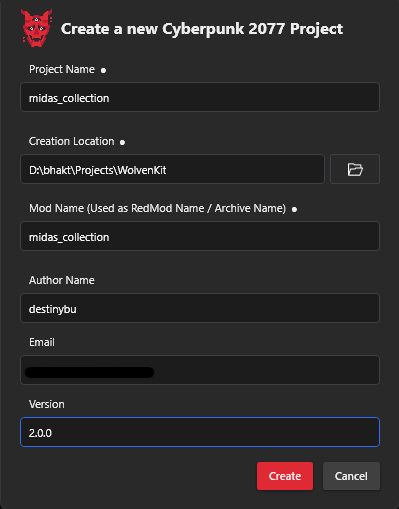 Create a new Cyberpunk 2077 Project
Project Name ●
midas_collection
Creation Location ●
D:\bhakt\Projects\WolvenKit
Mod Name (Used as RedMod Name / Archive Name) ●
midas_collection
Author Name
destinybu
Email
Version
2.0.0
Create Cancel